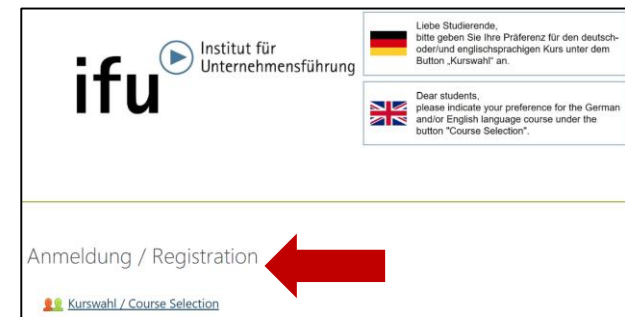 ifu
Institut für
Unternehmensführung
Liebe Studierende,
bitte geben Sie Ihre Präferenz für den deutsch-
oder/und englischsprachigen Kurs unter dem
Button „Kurswahl“ an.
Dear students,
please indicate your preference for the German
and/or English language course under the
button "Course Selection".
Anmeldung / Registration
Kurswahl / Course Selection